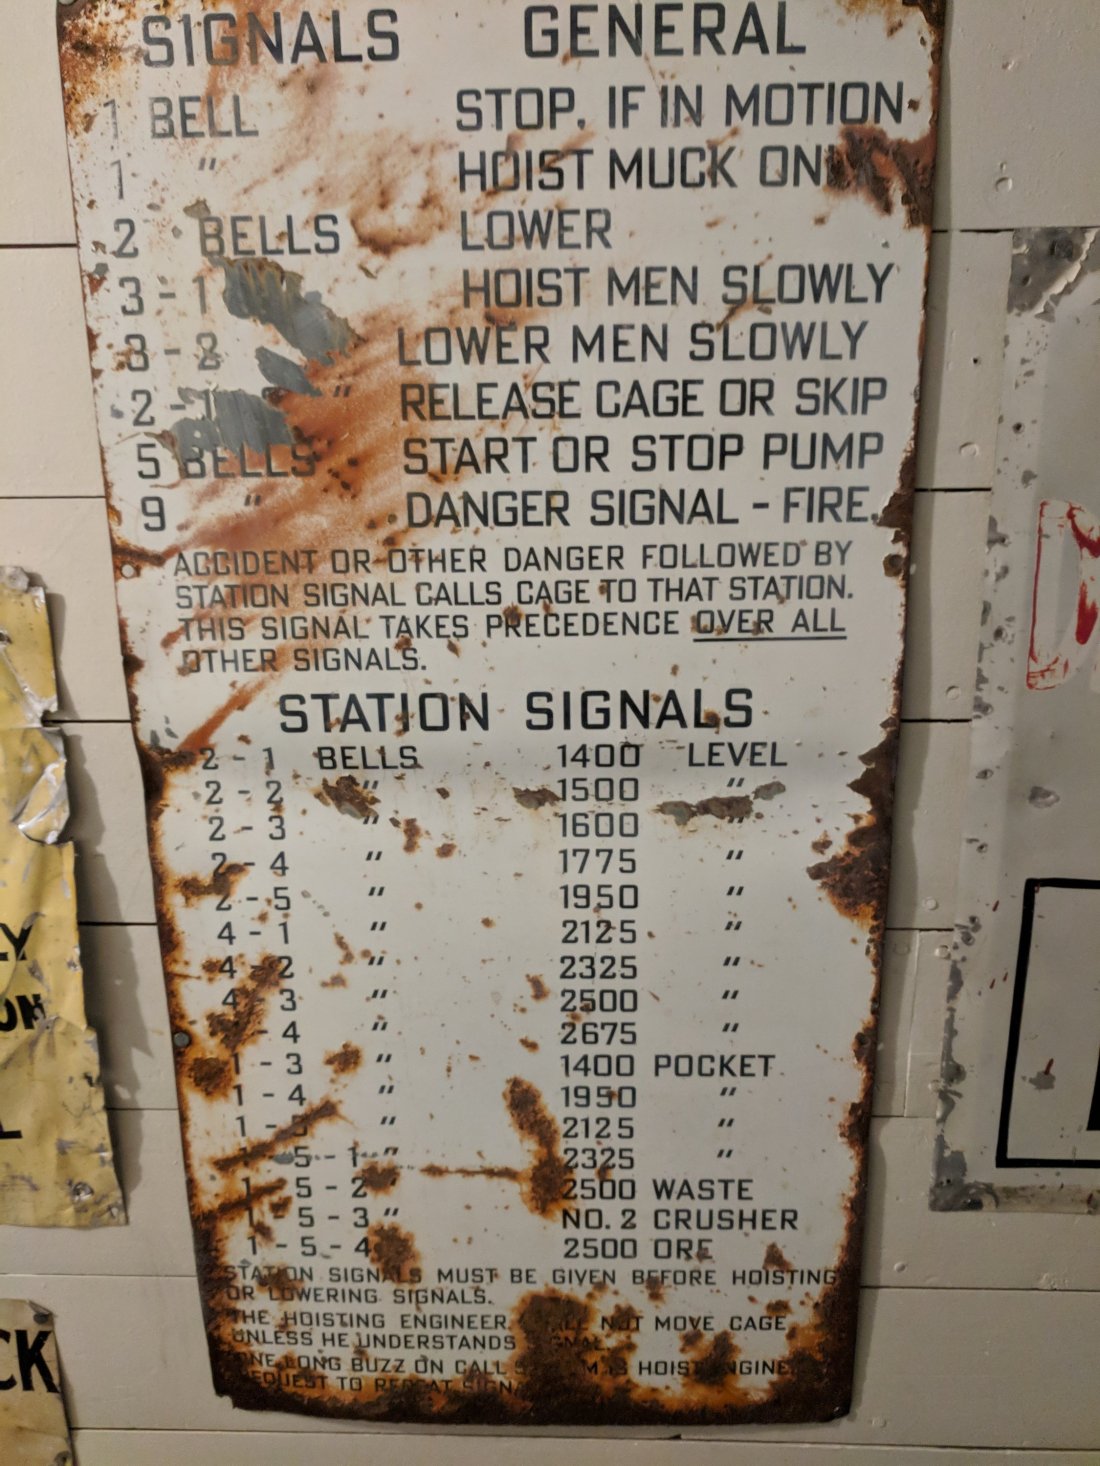 SIGNALS GENERAL
1 BELL STOP. IF IN MOTION
1 " HOIST MUCK
2 BELLS LOWER
3 - 1 HOIST MEN SLOWLY
3 - 2 LOWER MEN SLOWLY
2 - 1 " RELEASE CAGE OR SKIP
5 BELLS START OR STOP PUMP
9 " DANGER SIGNAL - FIRE.
ACCIDENT OR OTHER DANGER FOLLOWED BY
STATION SIGNAL CALLS CAGE TO THAT STATION.
THIS SIGNAL TAKES PRECEDENCE OVER ALL
OTHER SIGNALS.
STATION SIGNALS
2 - 1 BELLS 1400 LEVEL
2 - 2 " 1500 "
2 - 3 " 1600 "
2 - 4 " 1775 "
2 - 5 " 1950 "
4 - 1 " 2125 "
4 - 2 " 2325 "
4 - 3 " 2500 "
- 4 " 2675 "
1 - 3 " 1400 POCKET
1 - 4 " 1950 "
1 - " 2125 "
- 5 - 1 " 2325 "
1 - 5 - 2 " 2500 WASTE
1 - 5 - 3 " NO. 2 CRUSHER
1 - 5 - 4 2500 ORE
STATION SIGNALS MUST BE GIVEN BEFORE HOISTING
OR LOWERING SIGNALS.
THE HOISTING ENGINEER NOT MOVE CAGE
UNLESS HE UNDERSTANDS
ONE LONG BUZZ ON CALL HOIST
REQUEST TO REPEAT
CK